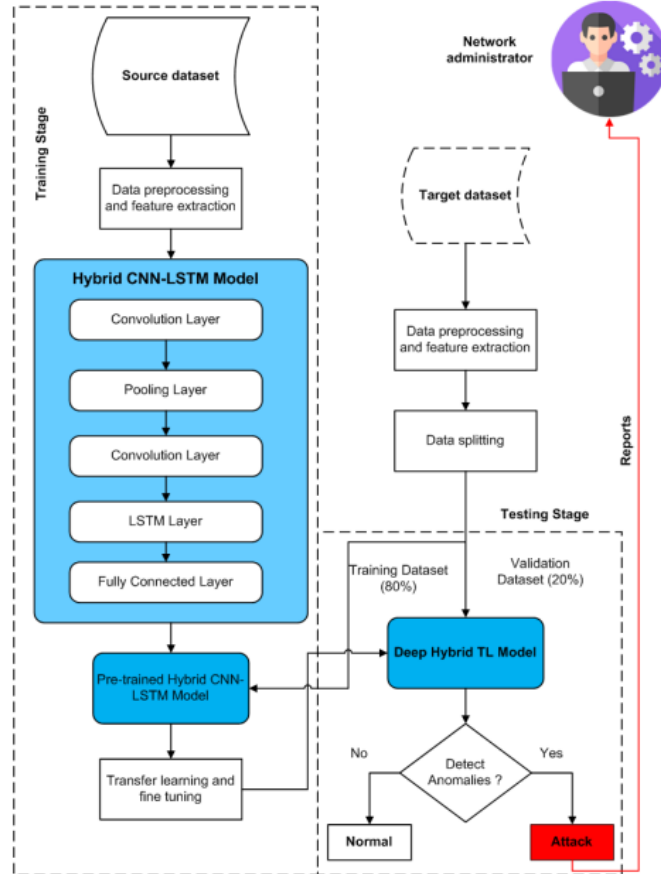 Training Stage
Source dataset
Data preprocessing
and feature extraction
Hybrid CNN-LSTM Model
Convolution Layer
Pooling Layer
Convolution Layer
LSTM Layer
Fully Connected Layer
Pre-trained Hybrid CNN-
LSTM Model
Transfer learning and
fine tuning
Network
administrator
Target dataset
Data preprocessing
and feature extraction
Data splitting
Reports
Testing Stage
Training Dataset
(80%)
Validation
Dataset (20%)
Deep Hybrid TL Model
Detect
Anomalies ?
No
Yes
Normal
Attack